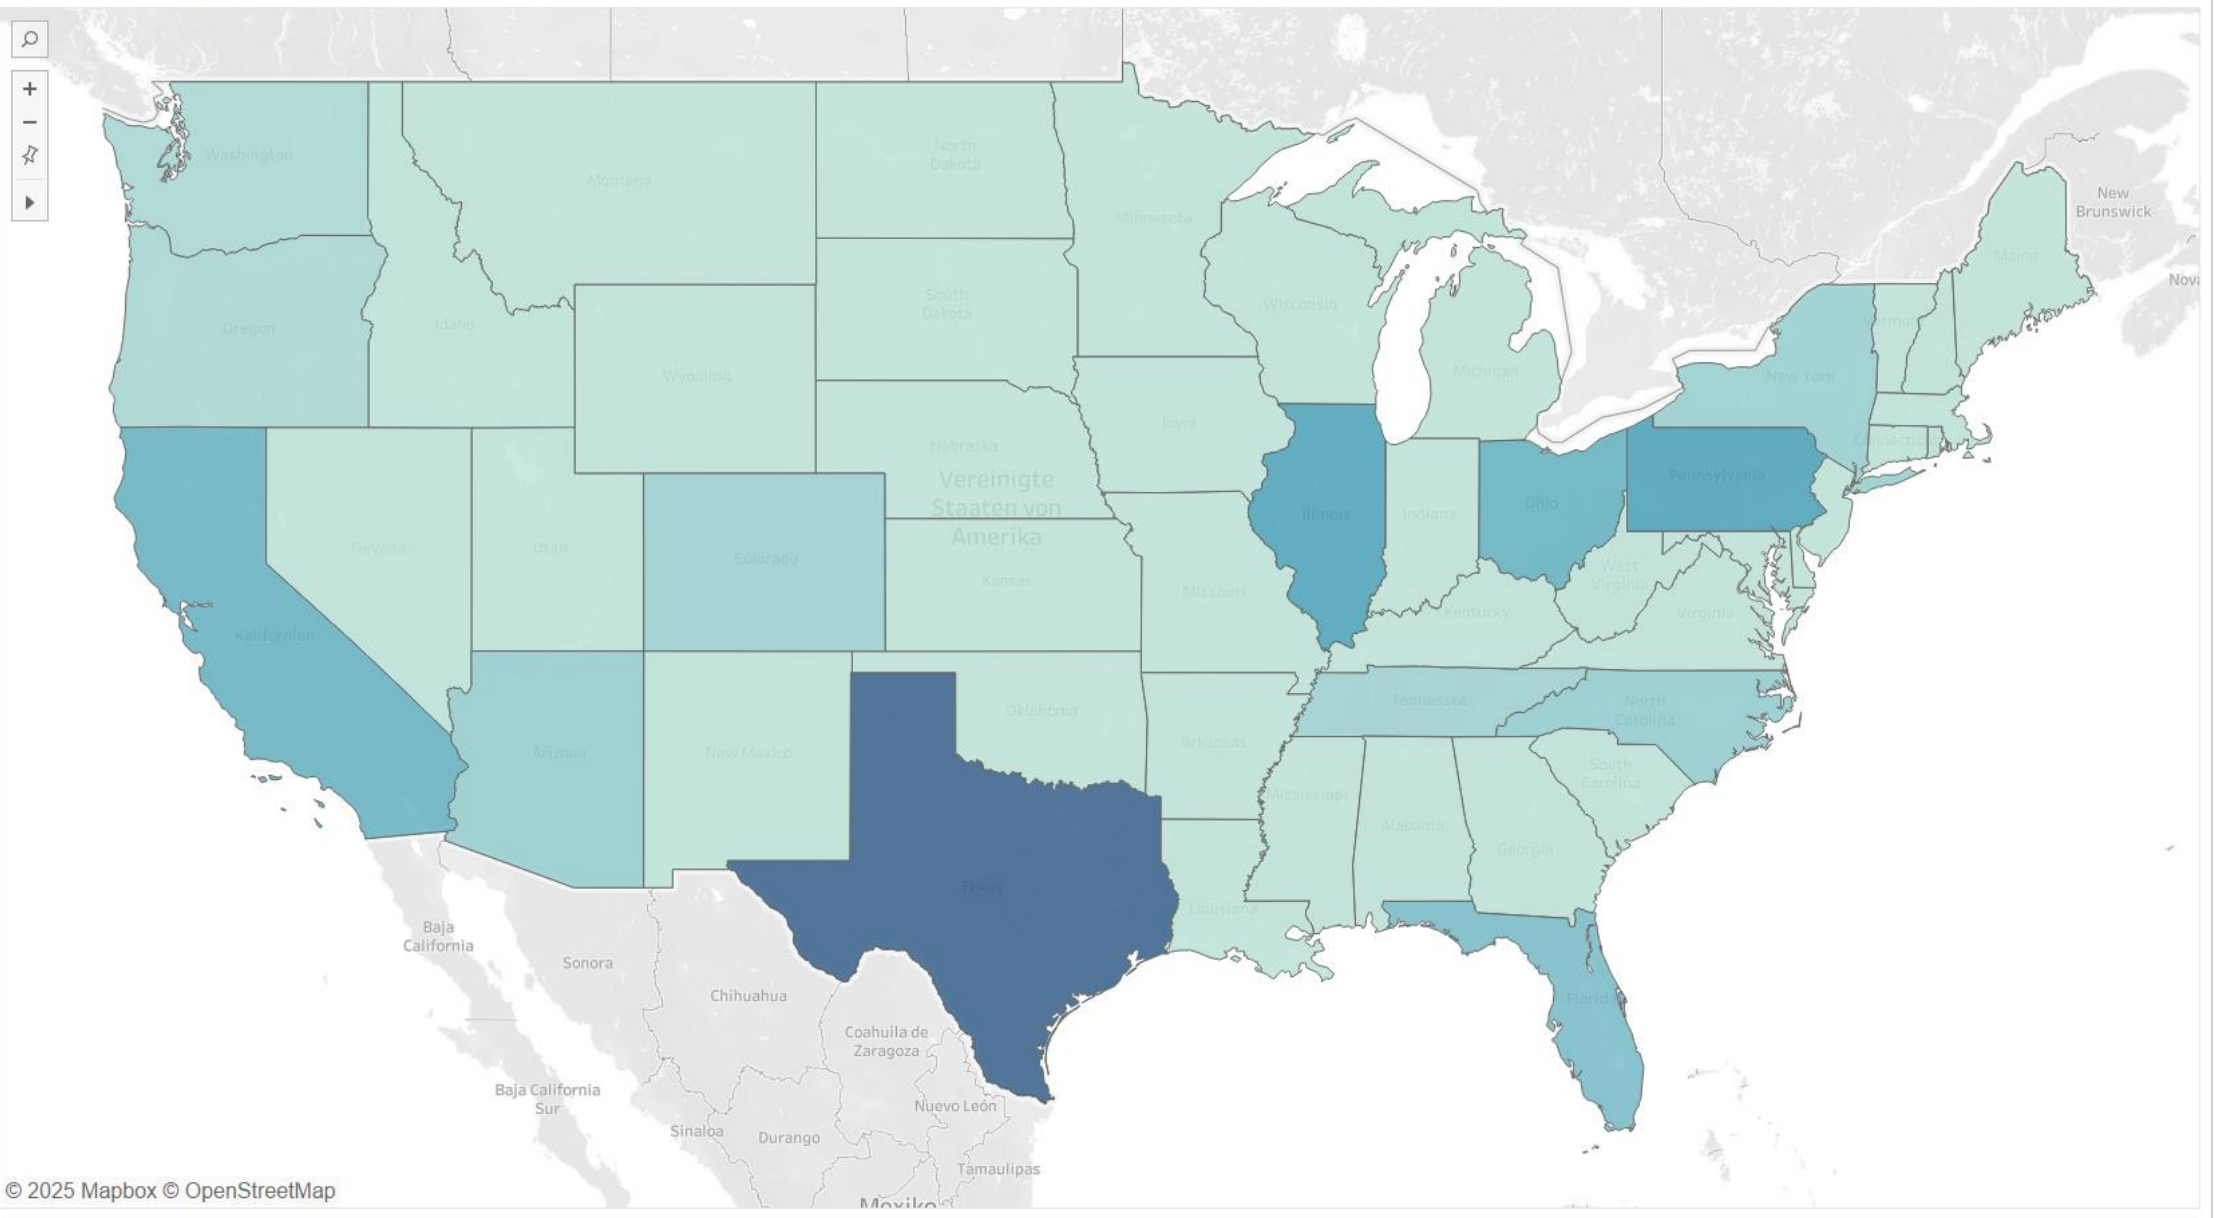 Washington
Montana
North
Dakota
Minnesota
New
Brunswick
Maine
Oregon
Idaho
South
Dakota
Wisconsin
Nova
Vermont
Wyoming
Michigan
New York
Iowa
Nebraska
Connecticut
Vereinigte
Staaten von
Amerika
Pennsylvania
Ohio
Illinois
Indiana
Nevada
Utah
Colorado
Kansas
Missouri
West
Virginia
Kentucky
Virginia
Kalifornien
Tennessee
North
Carolina
Oklahoma
Arizona
New Mexico
Arkansas
South
Carolina
Mississippi
Alabama
Georgia
Texas
Louisiana
Baja
California
Sonora
Chihuahua
Florida
Coahuila de
Zaragoza
Baja California
Sur
Nuevo León
Sinaloa
Durango
Tamaulipas
© 2025 Mapbox © OpenStreetMap
Mexiko